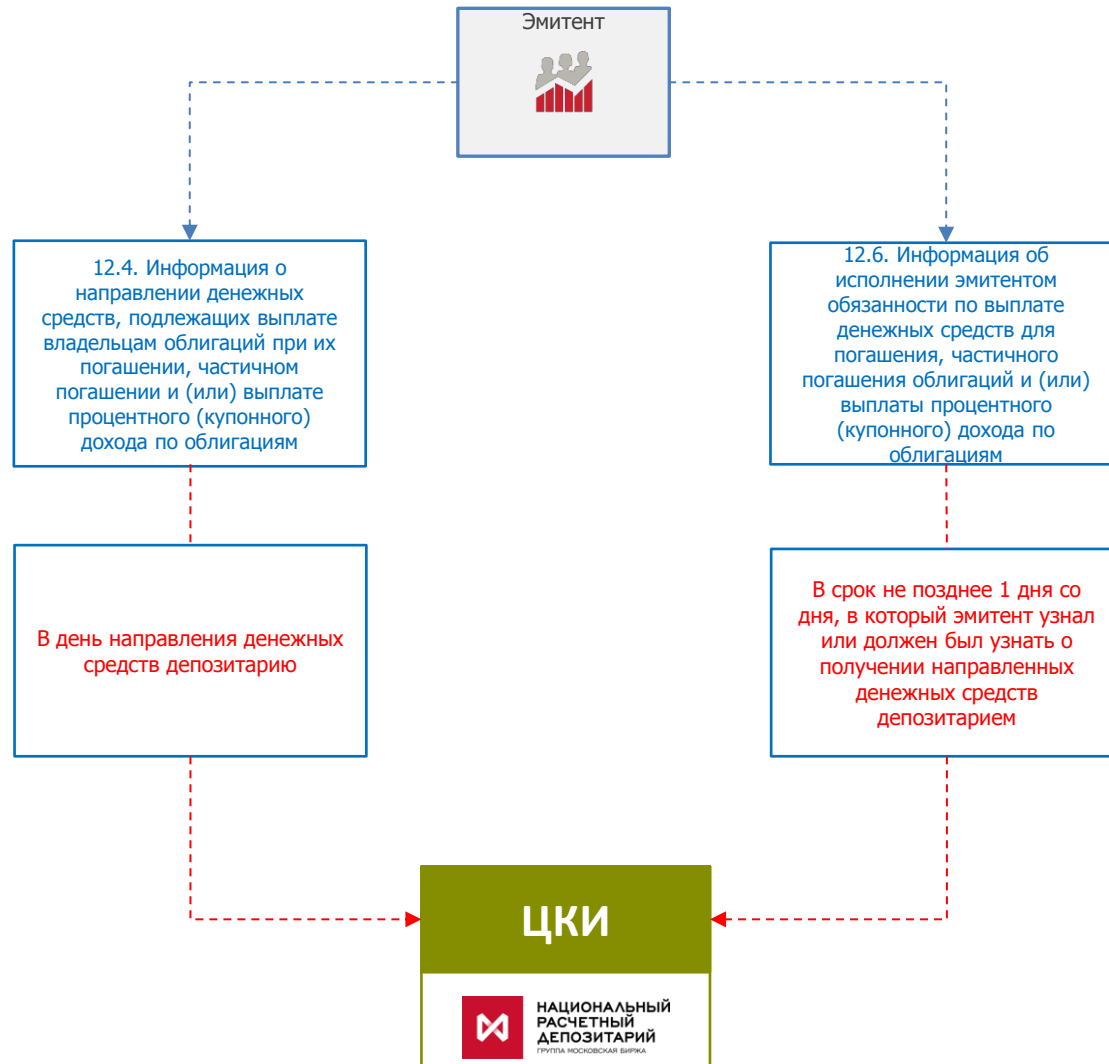 Эмитент
12.4. Информация о
направлении денежных
средств, подлежащих выплате
владельцам облигаций при их
погашении, частичном
погашении и (или) выплате
процентного (купонного)
дохода по облигациям
12.6. Информация об
исполнении эмитентом
обязанности по выплате
денежных средств для
погашения, частичного
погашения облигаций и (или)
выплаты процентного
(купонного) дохода по
облигациям
В день направления денежных
средств депозитарию
В срок не позднее 1 дня со
дня, в который эмитент узнал
или должен был узнать о
получении направленных
денежных средств
депозитарием
ЦКИ
НАЦИОНАЛЬНЫЙ
РАСЧЕТНЫЙ
ДЕПОЗИТАРИЙ
ГРУППА МОСКОВСКАЯ БИРЖА